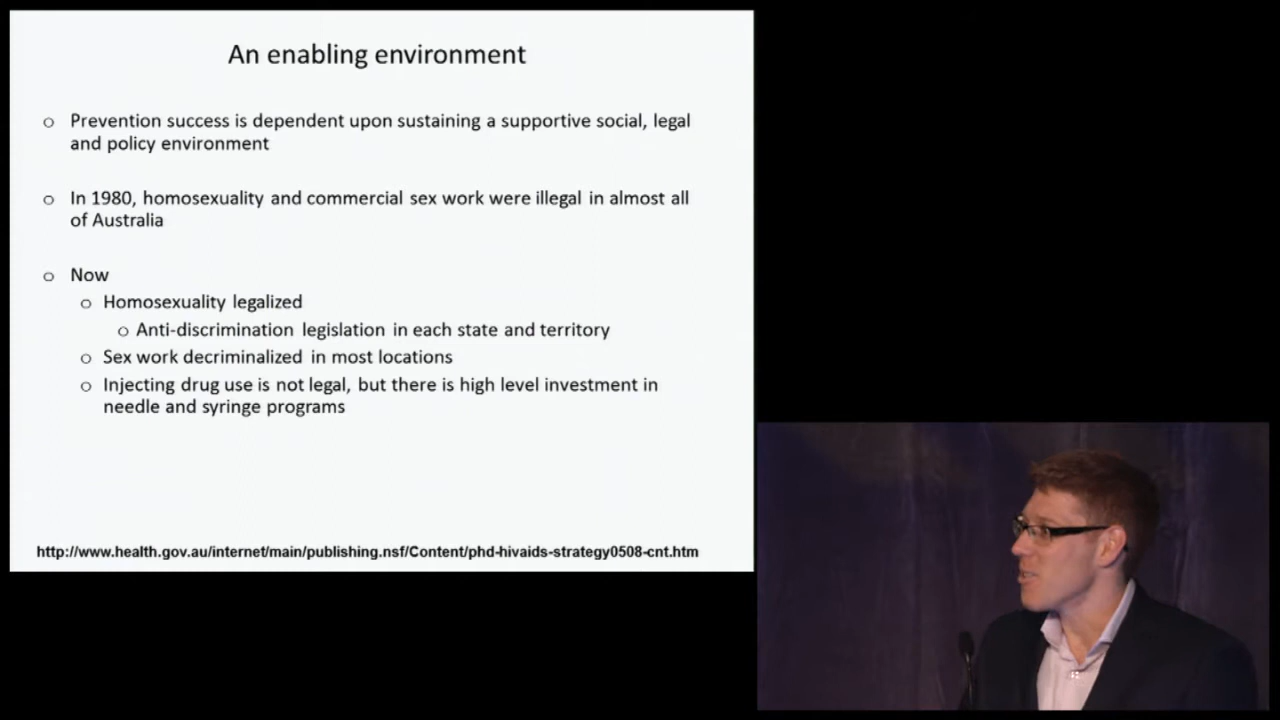 An enabling environment
o Prevention success is dependent upon sustaining a supportive social, legal
and policy environment
o In 1980, homosexuality and commercial sex work were illegal in almost all
of Australia
o Now
o Homosexuality legalized
o Anti-discrimination legislation in each state and territory
o Sex work decriminalized in most locations
o Injecting drug use is not legal, but there is high level investment in
needle and syringe programs
http://www.health.gov.au/internet/main/publishing.nsf/Content/phd-hivaids-strategy0508-cnt.htm